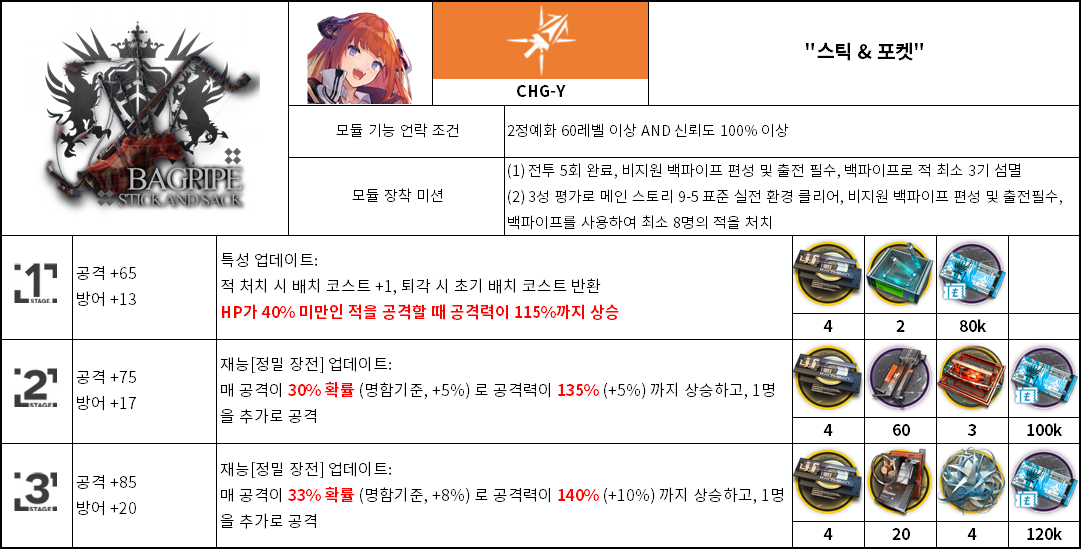 BAGRIPE
STICK AND SACK
CHG-Y
"스틱 & 포켓"
모듈 기능 언락 조건
2정예화 60레벨 이상 AND 신뢰도 100% 이상
모듈 장착 미션
(1) 전투 5회 완료, 비지원 백파이프 편성 및 출전 필수, 백파이프로 적 최소 3기 섬멸
(2) 3성 평가로 메인 스토리 9-5 표준 실전 환경 클리어, 비지원 백파이프 편성 및 출전필수,
백파이프를 사용하여 최소 8명의 적을 처치
1
STAGE
공격 +65
방어 +13
특성 업데이트:
적 처치 시 배치 코스트 +1, 퇴각 시 초기 배치 코스트 반환
HP가 40% 미만인 적을 공격할 때 공격력이 115%까지 상승
4
2
80k
2
STAGE
공격 +75
방어 +17
재능[정밀 장전] 업데이트:
매 공격이 30% 확률 (명함기준, +5%) 로 공격력이 135% (+5%) 까지 상승하고, 1명
을 추가로 공격
4
60
3
100k
3
STAGE
공격 +85
방어 +20
재능[정밀 장전] 업데이트:
매 공격이 33% 확률 (명함기준, +8%) 로 공격력이 140% (+10%) 까지 상승하고, 1명
을 추가로 공격
4
20
4
120k